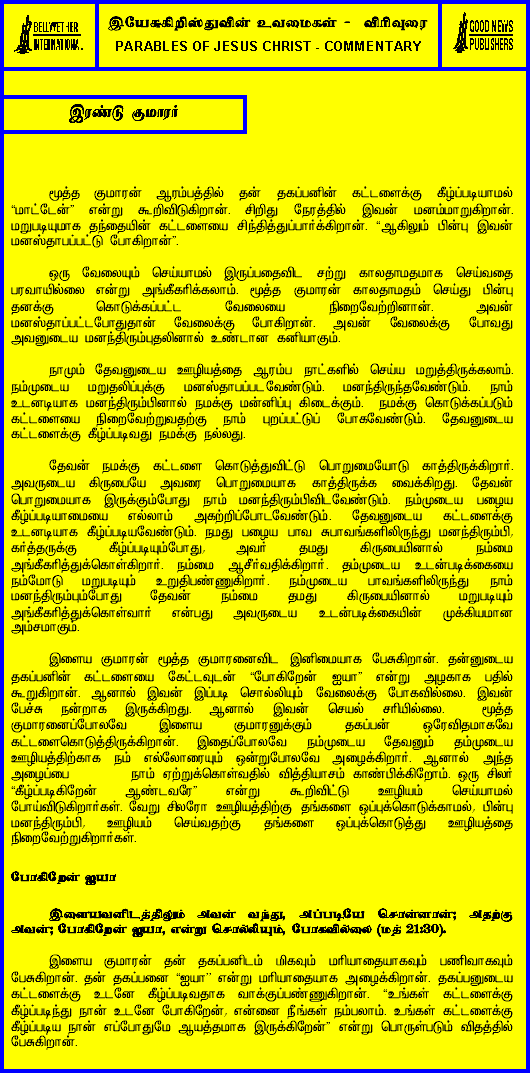 BELLWETHER
INTERNATIONAL
இயேசுகிறிஸ்துவின் உவமைகள் - விரிவுரை
PARABLES OF JESUS CHRIST - COMMENTARY
GOOD NEWS
PUBLISHERS
இரண்டு குமாரர்
மூத்த குமாரன் ஆரம்பத்தில் தன் தகப்பனின் கட்டளைக்கு கீழ்ப்படியாமல்
“மாட்டேன்” என்று கூறிவிடுகிறான். சிறிது நேரத்தில் இவன் மனம்மாறுகிறான்.
மறுபடியுமாக தந்தையின் கட்டளையை சிந்தித்துப்பார்க்கிறான். “ஆகிலும் பின்பு இவன்
மனஸ்தாபப்பட்டு போகிறான்”.
ஒரு வேலையும் செய்யாமல் இருப்பதைவிட சற்று காலதாமதமாக செய்வதை
பரவாயில்லை என்று அங்கீகரிக்கலாம். மூத்த குமாரன் காலதாமதம் செய்து பின்பு
தனக்கு கொடுக்கப்பட்ட வேலையை நிறைவேற்றினான். அவன்
மனஸ்தாப்பட்டபோதுதான் வேலைக்கு போகிறான். அவன் வேலைக்கு போவது
அவனுடைய மனந்திரும்புதலினால் உண்டான கனியாகும்.
நாமும் தேவனுடைய ஊழியத்தை ஆரம்ப நாட்களில் செய்ய மறுத்திருக்கலாம்.
நம்முடைய மறுதலிப்புக்கு மனஸ்தாபப்படவேண்டும். மனந்திருந்தவேண்டும். நாம்
உடனடியாக மனந்திரும்பினால் நமக்கு மன்னிப்பு கிடைக்கும். நமக்கு கொடுக்கப்படும்
கட்டளையை நிறைவேற்றுவதற்கு நாம் புறப்பட்டுப் போகவேண்டும். தேவனுடைய
கட்டளைக்கு கீழ்ப்படிவது நமக்கு நல்லது.
தேவன் நமக்கு கட்டளை கொடுத்துவிட்டு பொறுமையோடு காத்திருக்கிறார்.
அவருடைய கிருபையே அவரை பொறுமையாக காத்திருக்க வைக்கிறது. தேவன்
பொறுமையாக இருக்கும்போது நாம் மனந்திரும்பிவிடவேண்டும். நம்முடைய பழைய
கீழ்ப்படியாமையை எல்லாம் அகற்றிப்போடவேண்டும். தேவனுடைய கட்டளைக்கு
உடனடியாக கீழ்ப்படியவேண்டும். நமது பழைய பாவ சுபாவங்களிலிருந்து மனந்திரும்பி,
கர்த்தருக்கு கீழ்ப்படியும்போது, அவர் தமது கிருபையினால் நம்மை
அங்கீகரித்துக்கொள்கிறார். நம்மை ஆசீர்வதிக்கிறார். தம்முடைய உடன்படிக்கையை
நம்மோடு மறுபடியும் உறுதிபண்ணுகிறார். நம்முடைய பாவங்களிலிருந்து நாம்
மனந்திரும்பும்போது தேவன் நம்மை தமது கிருபையினால் மறுபடியும்
அங்கீகரித்துக்கொள்வார் என்பது அவருடைய உடன்படிக்கையின் முக்கியமான
அம்சமாகும்.
இளைய குமாரன் மூத்த குமாரனைவிட இனிமையாக பேசுகிறான். தன்னுடைய
தகப்பனின் கட்டளையை கேட்டவுடன் “போகிறேன் ஐயா” என்று அழகாக பதில்
கூறுகிறான். ஆனால் இவன் இப்படி சொல்லியும் வேலைக்கு போகவில்லை. இவன்
பேச்சு நன்றாக இருக்கிறது. ஆனால் இவன் செயல் சரியில்லை. மூத்த
குமாரனைப்போலவே இளைய குமாரனுக்கும் தகப்பன் ஒரேவிதமாகவே
கட்டளைகொடுத்திருக்கிறான். இதைப்போலவே நம்முடைய தேவனும் தம்முடைய
ஊழியத்திற்காக நம் எல்லோரையும் ஒன்றுபோலவே அழைக்கிறார். ஆனால் அந்த
அழைப்பை நாம் ஏற்றுக்கொள்வதில் வித்தியாசம் காண்பிக்கிறோம். ஒரு சிலர்
“கீழ்ப்படிகிறேன் ஆண்டவரே” என்று கூறிவிட்டு ஊழியம் செய்யாமல்
போய்விடுகிறார்கள். வேறு சிலரோ ஊழியத்திற்கு தங்களை ஒப்புக்கொடுக்காமல், பின்பு
மனந்திரும்பி, ஊழியம் செய்வதற்கு தங்களை ஒப்புக்கொடுத்து ஊழியத்தை
நிறைவேற்றுகிறார்கள்.
போகிறேன் ஐயா
இளையவனிடத்திலும் அவன் வந்து, அப்படியே சொன்னான்; அதற்கு
அவன்; போகிறேன் ஐயா, என்று சொல்லியும், போகவில்லை (மத் 21:30).
இளைய குமாரன் தன் தகப்பனிடம் மிகவும் மரியாதையாகவும் பணிவாகவும்
பேசுகிறான். தன் தகப்பனை “ஐயா” என்று மரியாதையாக அழைக்கிறான். தகப்பனுடைய
கட்டளைக்கு உடனே கீழ்ப்படிவதாக வாக்குப்பண்ணுகிறான். “உங்கள் கட்டளைக்கு
கீழ்ப்படிந்து நான் உடனே போகிறேன், என்னை நீங்கள் நம்பலாம். உங்கள் கட்டளைக்கு
கீழ்ப்படிய நான் எப்போதுமே ஆயத்தமாக இருக்கிறேன்” என்று பொருள்படும் விதத்தில்
பேசுகிறான்.